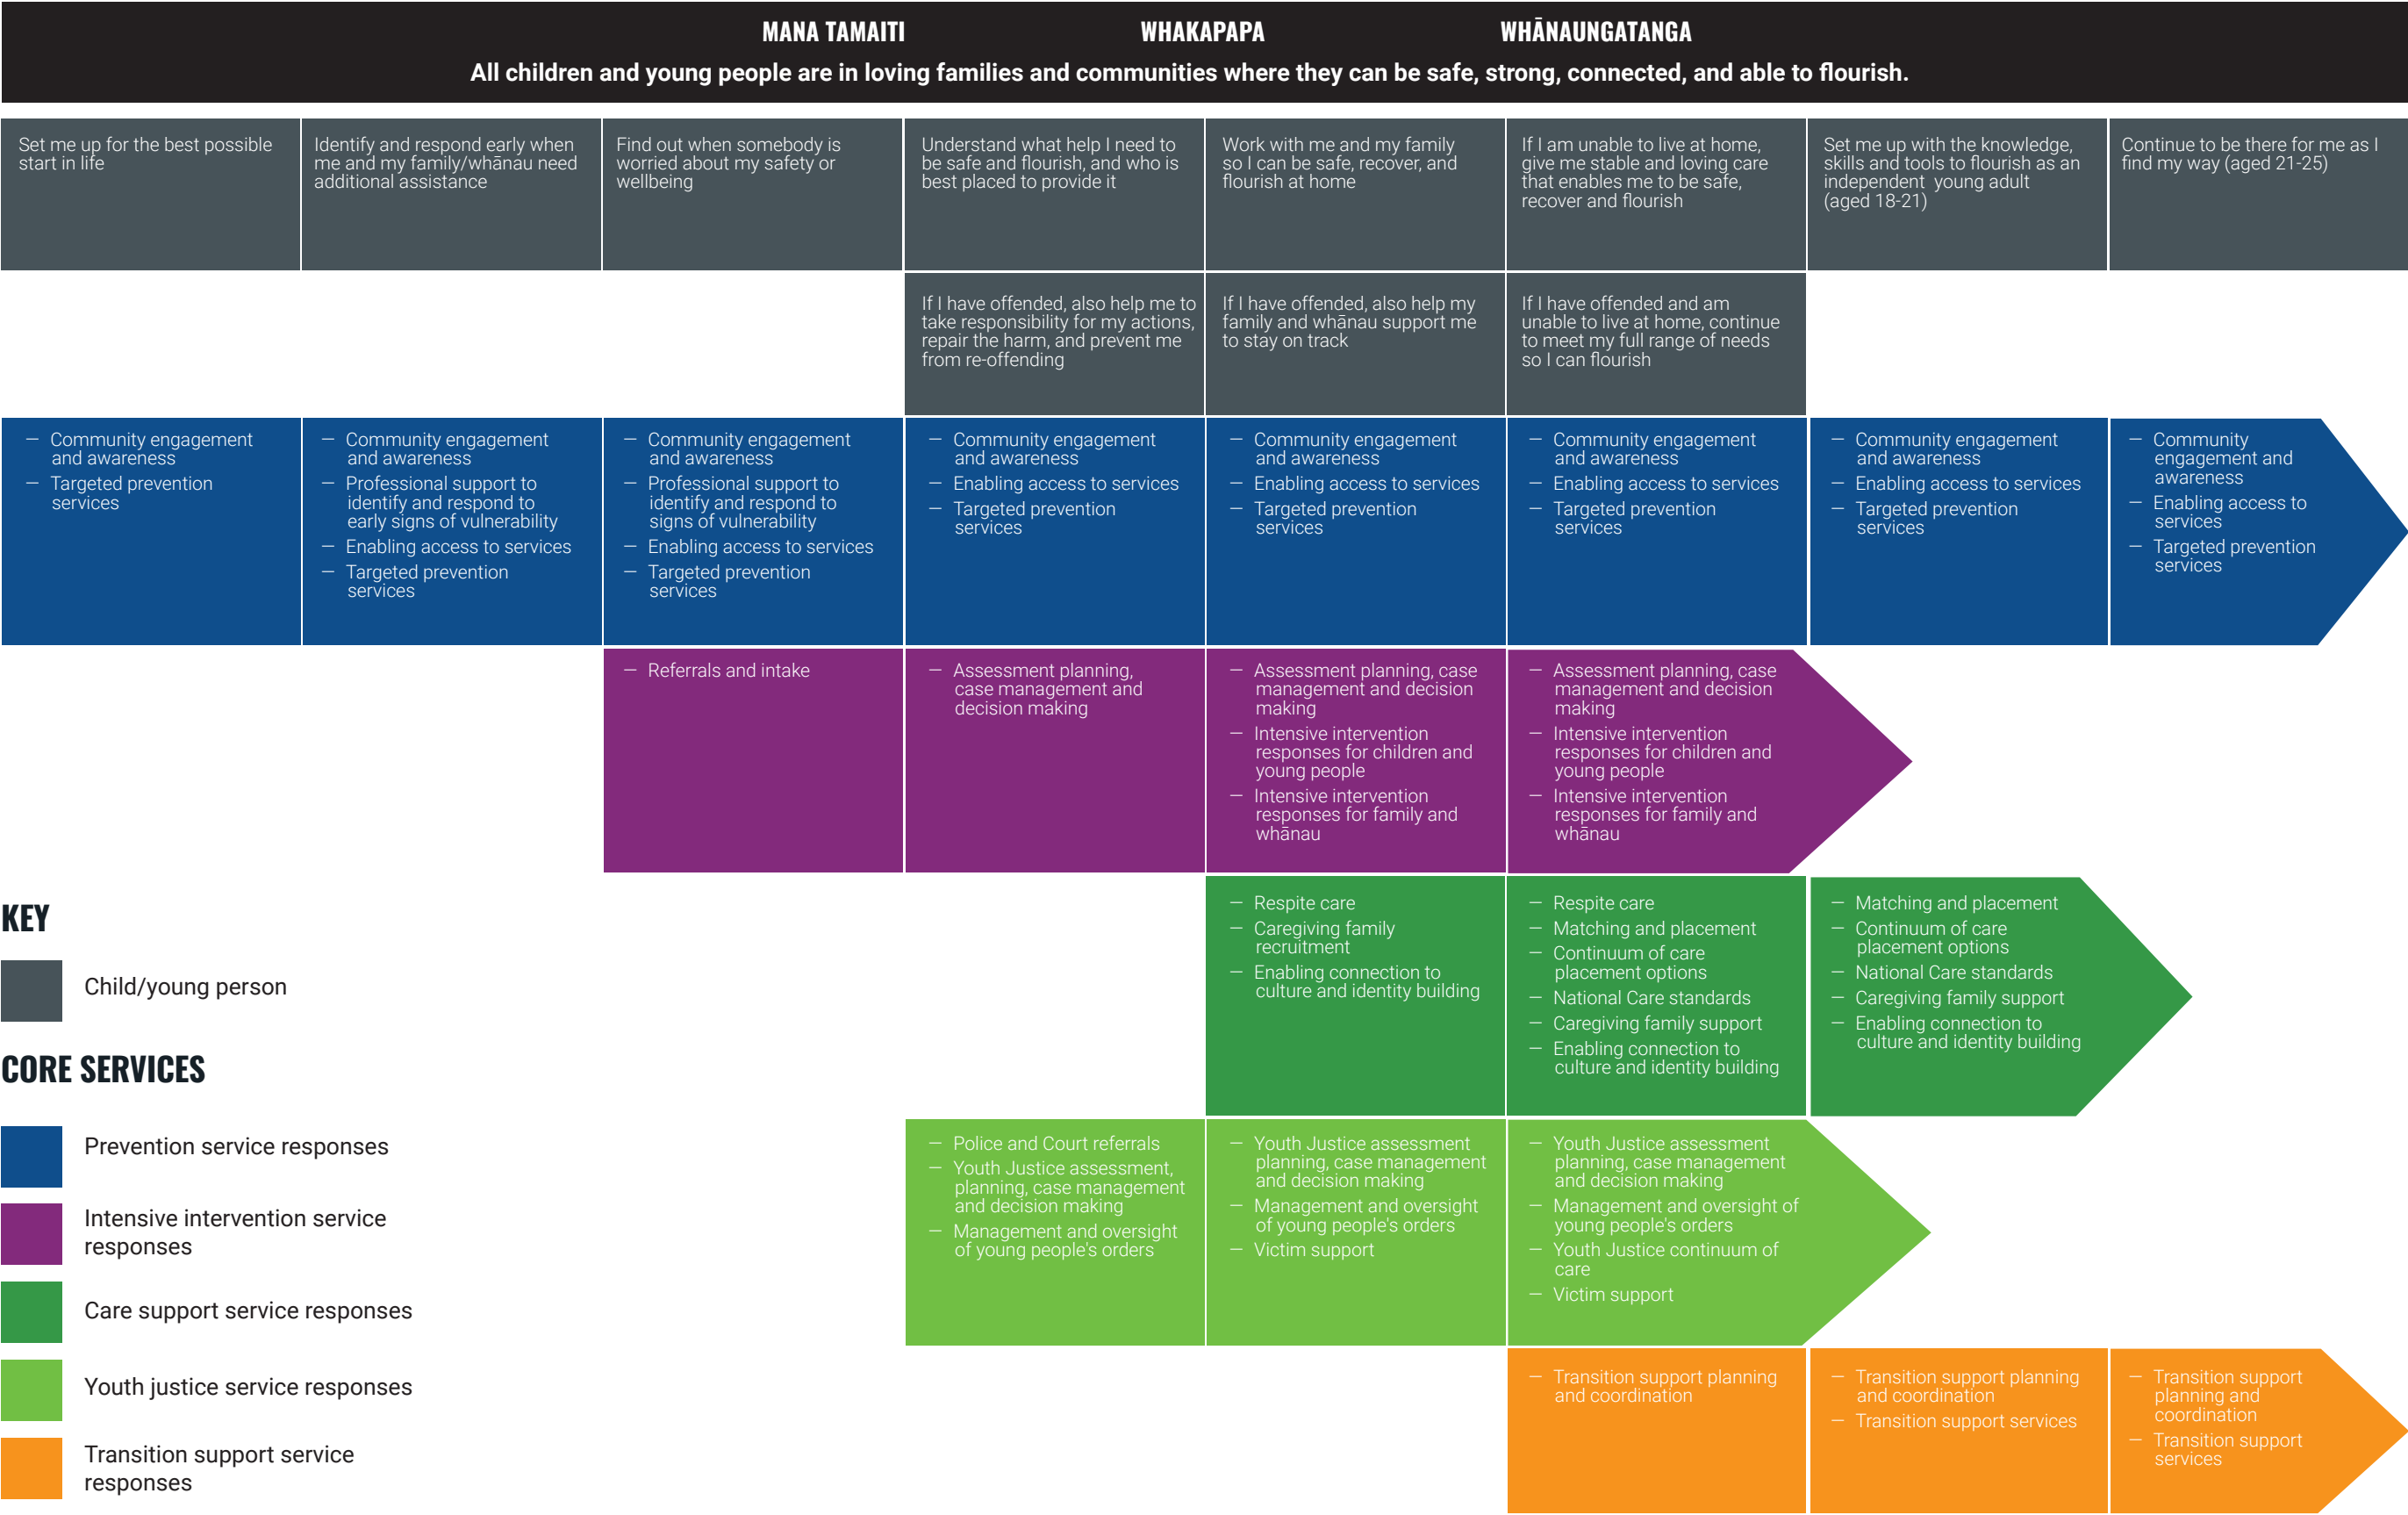 MANA TAMAITI
WHAKAPAPA
WHĀNAUNGATANGA
All children and young people are in loving families and communities where they can be safe, strong, connected, and able to flourish.
Set me up for the best possible
start in life
Identify and respond early when
me and my family/whānau need
additional assistance
Find out when somebody is
worried about my safety or
wellbeing
Understand what help I need to
be safe and flourish, and who is
best placed to provide it
Work with me and my family
so I can be safe, recover, and
flourish at home
If I am unable to live at home,
give me stable and loving care
that enables me to be safe,
recover and flourish
Set me up with the knowledge,
skills and tools to flourish as an
independent young adult
(aged 18-21)
Continue to be there for me as I
find my way (aged 21-25)
If I have offended, also help me to
take responsibility for my actions,
repair the harm, and prevent me
from re-offending
If I have offended, also help my
family and whānau support me
to stay on track
If I have offended and am
unable to live at home, continue
to meet my full range of needs
so I can flourish
— Community engagement
and awareness
— Targeted prevention
services
— Community engagement
and awareness
— Professional support to
identify and respond to
early signs of vulnerability
— Enabling access to services
— Targeted prevention
services
— Community engagement
and awareness
— Professional support to
identify and respond to
signs of vulnerability
— Enabling access to services
— Targeted prevention
services
— Community engagement
and awareness
— Enabling access to services
— Targeted prevention
services
— Community engagement
and awareness
— Enabling access to services
— Targeted prevention
services
— Community engagement
and awareness
— Enabling access to services
— Targeted prevention
services
— Community engagement
and awareness
— Enabling access to services
— Targeted prevention
services
— Community
engagement and
awareness
— Enabling access to
services
— Targeted prevention
services
— Referrals and intake
— Assessment planning,
case management and
decision making
— Assessment planning, case
management and decision
making
— Intensive intervention
responses for children and
young people
— Intensive intervention
responses for family and
whānau
— Assessment planning, case
management and decision
making
— Intensive intervention
responses for children and
young people
— Intensive intervention
responses for family and
whānau
— Respite care
— Caregiving family
recruitment
— Enabling connection to
culture and identity building
— Respite care
— Matching and placement
— Continuum of care
placement options
— National Care standards
— Caregiving family support
— Enabling connection to
culture and identity building
— Matching and placement
— Continuum of care
placement options
— National Care standards
— Caregiving family support
— Enabling connection to
culture and identity building
— Police and Court referrals
— Youth Justice assessment,
planning, case management
and decision making
— Management and oversight
of young people's orders
— Youth Justice assessment
planning, case management
and decision making
— Management and oversight
of young people's orders
— Victim support
— Youth Justice assessment
planning, case management
and decision making
— Management and oversight of
young people's orders
— Youth Justice continuum of
care
— Victim support
— Transition support planning
and coordination
— Transition support planning
and coordination
— Transition support services
— Transition support
planning and
coordination
— Transition support
services
KEY
Child/young person
CORE SERVICES
Prevention service responses
Intensive intervention service
responses
Care support service responses
Youth justice service responses
Transition support service
responses